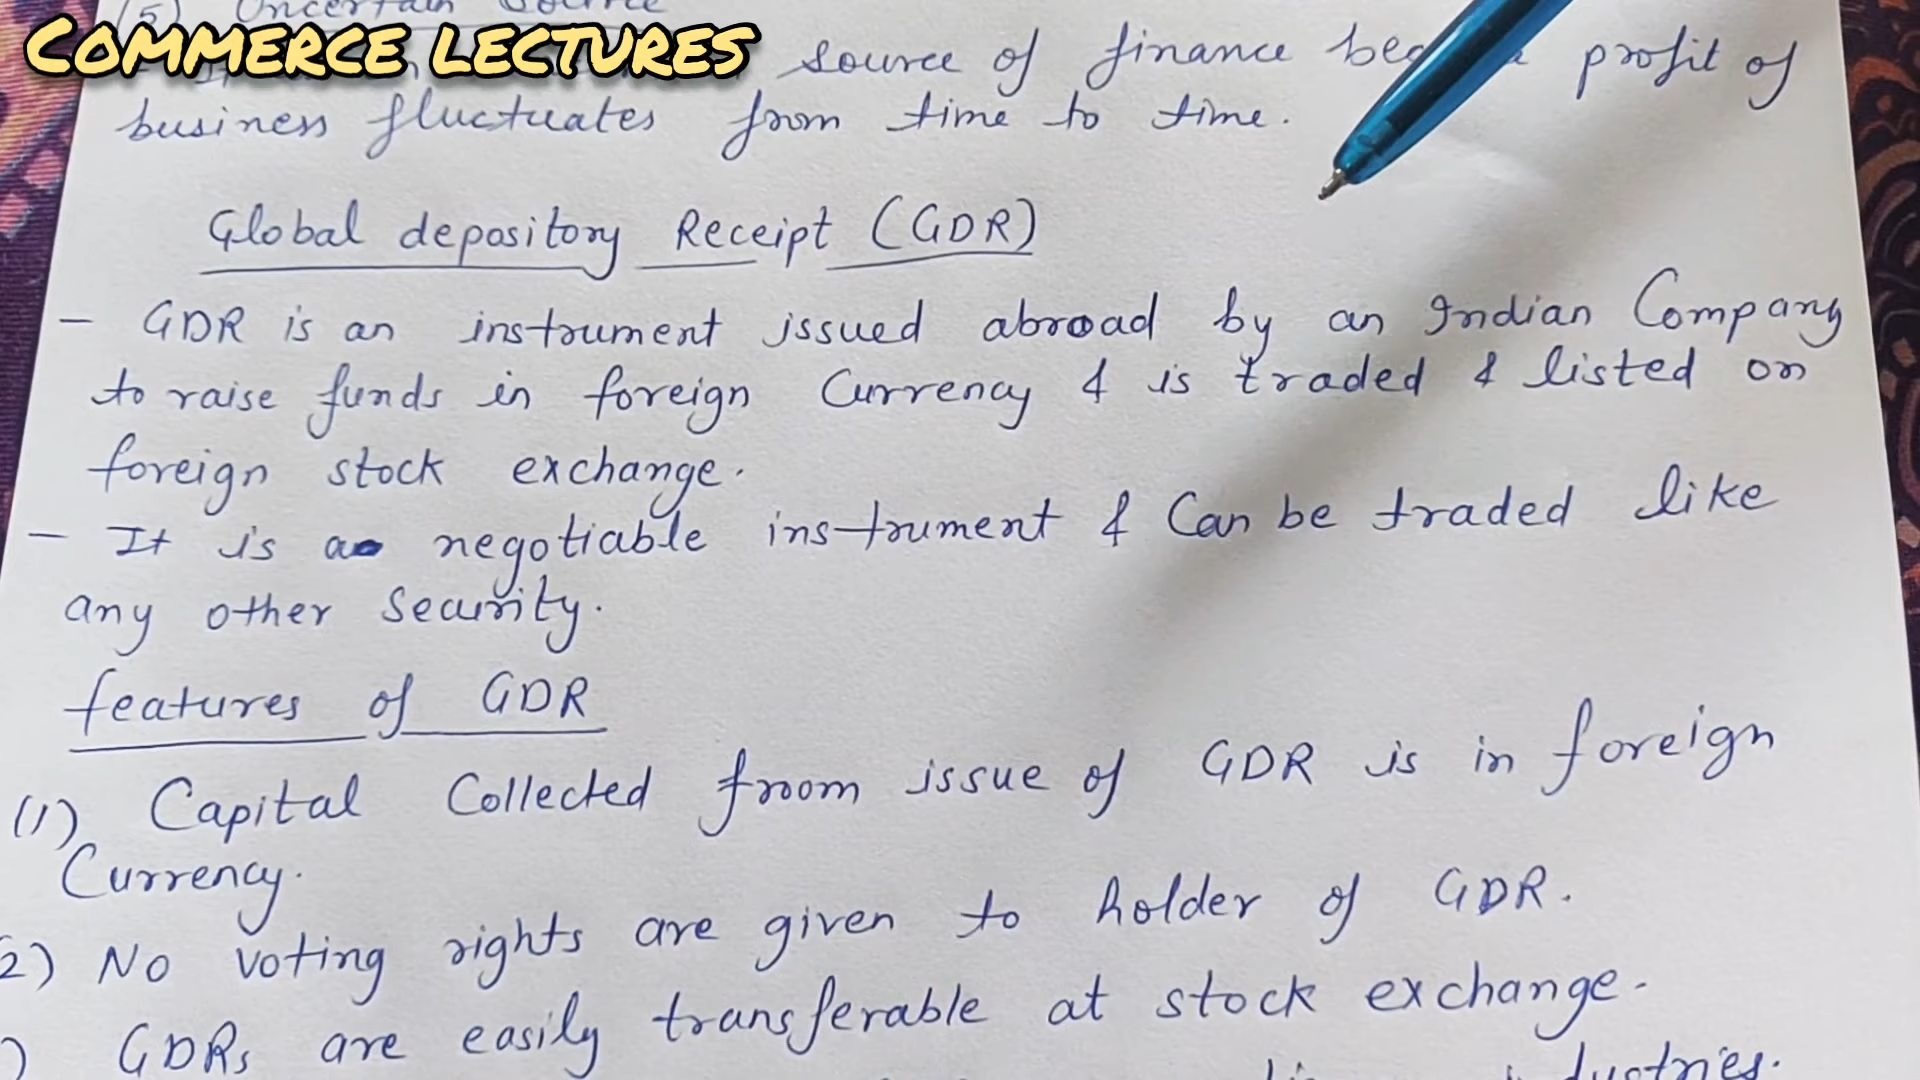 (5) Uncertain Source
COMMERCE LECTURES
source of finance profit of
business fluctuates from time to time.
Global depository Receipt (GDR)
- GDR is an instrument issued abroad by an Indian Company
to raise funds in foreign Currency & is traded & listed on
foreign stock exchange.
- It is a negotiable instrument & Can be traded like
any other Security.
features of GDR
(1) Capital Collected from issue of GDR is in foreign
Currency.
2) No voting rights are given to holder of GDR.
) GDRs are easily transferable at stock exchange.